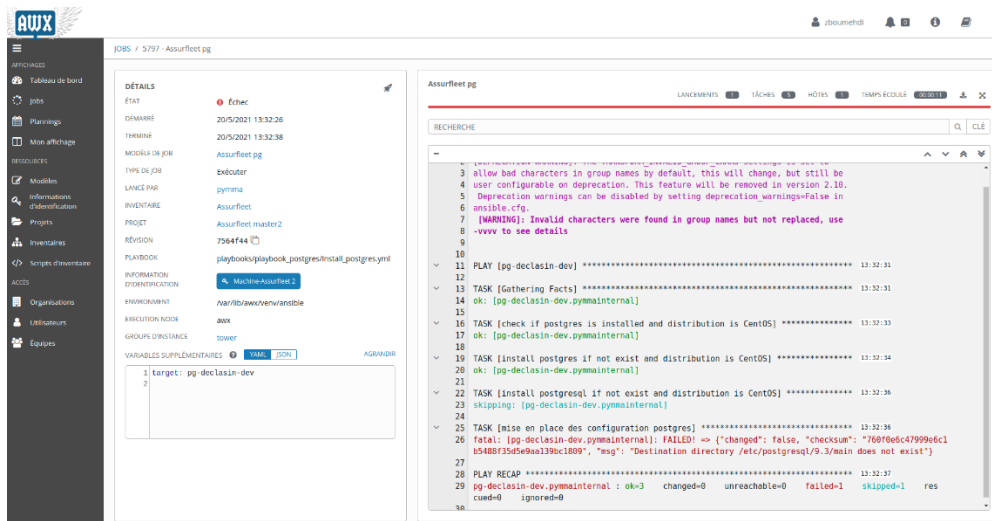 AWX
zboumehdi
0
JOBS / 5797 - Assurfleet pg
AFFICHAGES
Tableau de bord
Jobs
Plannings
Mon affichage
RESSOURCES
Modèles
Informations
d'identification
Projets
Inventaires
Scripts d'inventaire
ACCÈS
Organisations
Utilisateurs
Équipes
DÉTAILS
ÉTAT Échec
DÉMARRÉ 20/5/2021 13:32:26
TERMINÉ 20/5/2021 13:32:38
MODÈLE DE JOB Assurfleet pg
TYPE DE JOB Exécuter
LANCÉ PAR pymma
INVENTAIRE Assurfleet
PROJET Assurfleet master2
RÉVISION 7564f44
PLAYBOOK playbooks/playbook_postgres/install_postgres.yml
INFORMATION
D'IDENTIFICATION Machine-Assurfleet 2
ENVIRONMENT /var/lib/awx/venv/ansible
EXECUTION NODE awx
GROUPE D'INSTANCE tower
VARIABLES SUPPLÉMENTAIRES YAML JSON AGRANDIR
1 target: pg-declasin-dev
2
Assurfleet pg
LANCEMENTS 1 TÂCHES 5 HÔTES 1 TEMPS ÉCOULÉ 00:00:11
RECHERCHE CLÉ
3 allow bad characters in group names by default, this will change, but still be
4 user configurable on deprecation. This feature will be removed in version 2.10.
5 Deprecation warnings can be disabled by setting deprecation_warnings=False in
6 ansible.cfg.
7 [WARNING]: Invalid characters were found in group names but not replaced, use
8 -vvvv to see details
9
10
11 PLAY [pg-declasin-dev] ********************************************************* 13:32:31
12
13 TASK [Gathering Facts] ********************************************************* 13:32:31
14 ok: [pg-declasin-dev.pymmainternal]
15
16 TASK [check if postgres is installed and distribution is CentOS] *************** 13:32:33
17 ok: [pg-declasin-dev.pymmainternal]
18
19 TASK [install postgres if not exist and distribution is CentOS] **************** 13:32:34
20 ok: [pg-declasin-dev.pymmainternal]
21
22 TASK [install postgresql if not exist and distribution is CentOS] ************** 13:32:36
23 skipping: [pg-declasin-dev.pymmainternal]
24
25 TASK [mise en place des configuration postgres] ******************************** 13:32:36
26 fatal: [pg-declasin-dev.pymmainternal]: FAILED! => {"changed": false, "checksum": "760f0e6c47999e6c1
b5488f35d5e9aa139bc1809", "msg": "Destination directory /etc/postgresql/9.3/main does not exist"}
27
28 PLAY RECAP ********************************************************************* 13:32:37
29 pg-declasin-dev.pymmainternal : ok=3 changed=0 unreachable=0 failed=1 skipped=1 res
cued=0 ignored=0
30